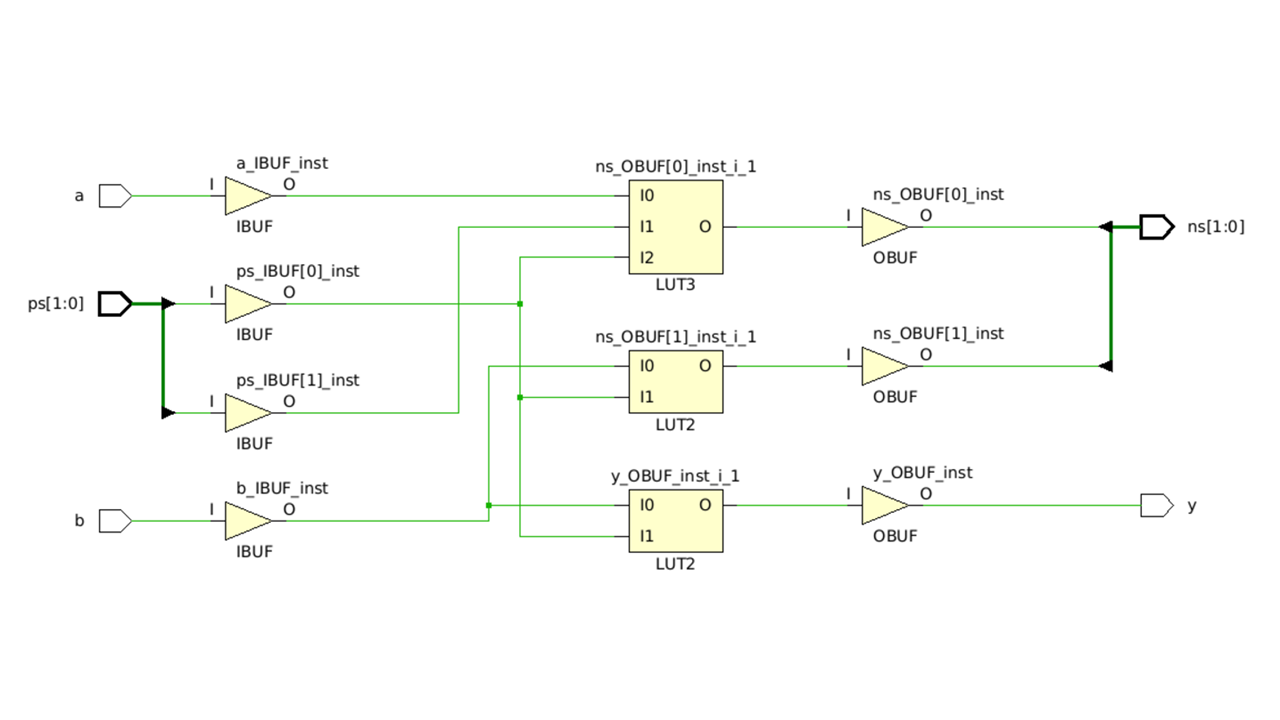 a
I
a_IBUF_inst
O
IBUF
ps[1:0]
I
ps_IBUF[0]_inst
O
IBUF
I
ps_IBUF[1]_inst
O
IBUF
b
I
b_IBUF_inst
O
IBUF
ns_OBUF[0]_inst_i_1
I0
I1
O
I2
LUT3
ns_OBUF[1]_inst_i_1
I0
O
I1
LUT2
y_OBUF_inst_i_1
I0
O
I1
LUT2
I
ns_OBUF[0]_inst
O
OBUF
I
ns_OBUF[1]_inst
O
OBUF
I
y_OBUF_inst
O
OBUF
ns[1:0]
y